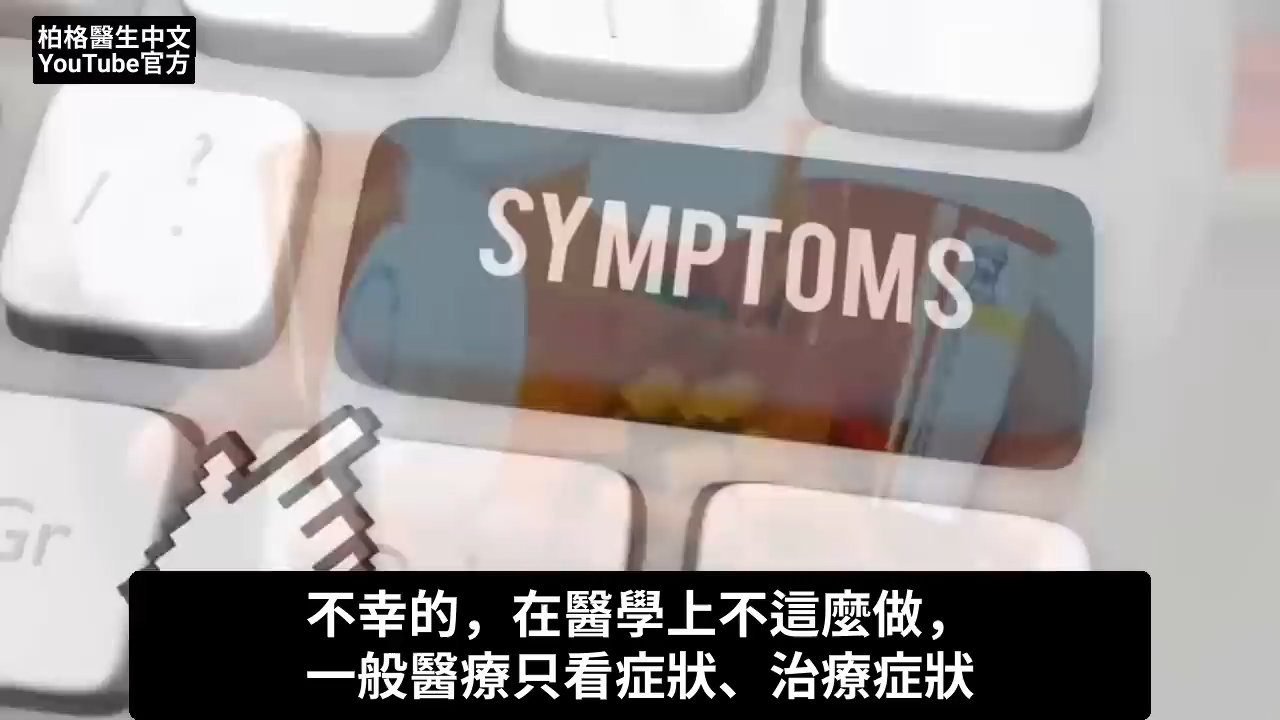 柏格醫生中文
YouTube官方
? /
SYMPTOMS
Gr
不幸的，在醫學上不這麼做，
一般醫療只看症狀、治療症狀